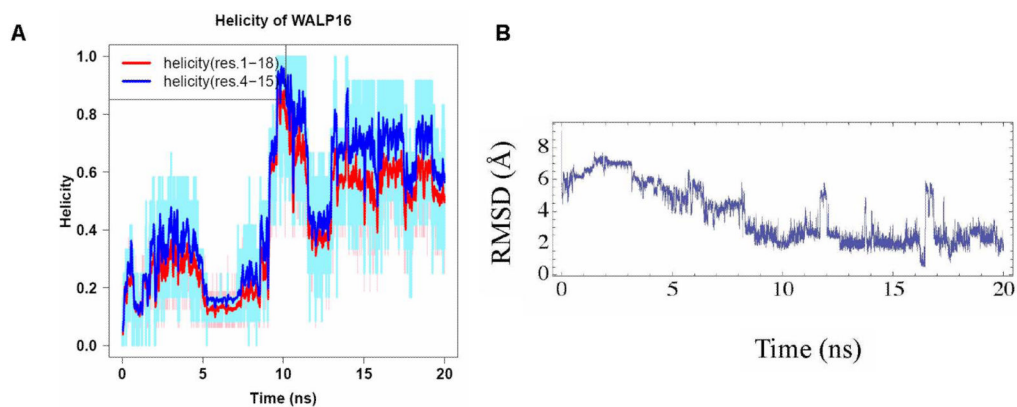 Helicity of WALP16
A
helicity(res.1−18)
helicity(res.4−15)
1.0
0.8
0.6
0.4
0.2
0.0
Helicity
0 5 10 15 20
Time (ns)
B
8
6
4
2
0
RMSD (Å)
0 5 10 15 20
Time (ns)